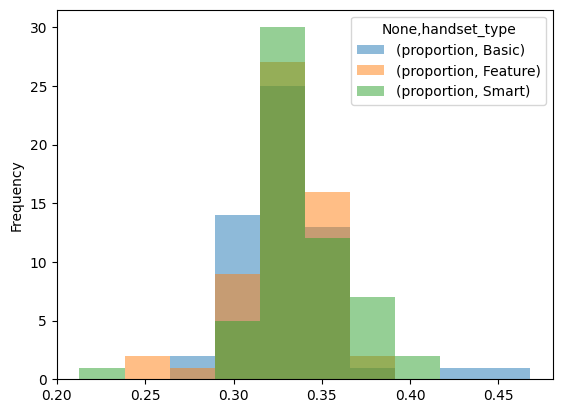 None,handset_type
(proportion, Basic)
(proportion, Feature)
(proportion, Smart)
Frequency
30
25
20
15
10
5
0
0.20 0.25 0.30 0.35 0.40 0.45